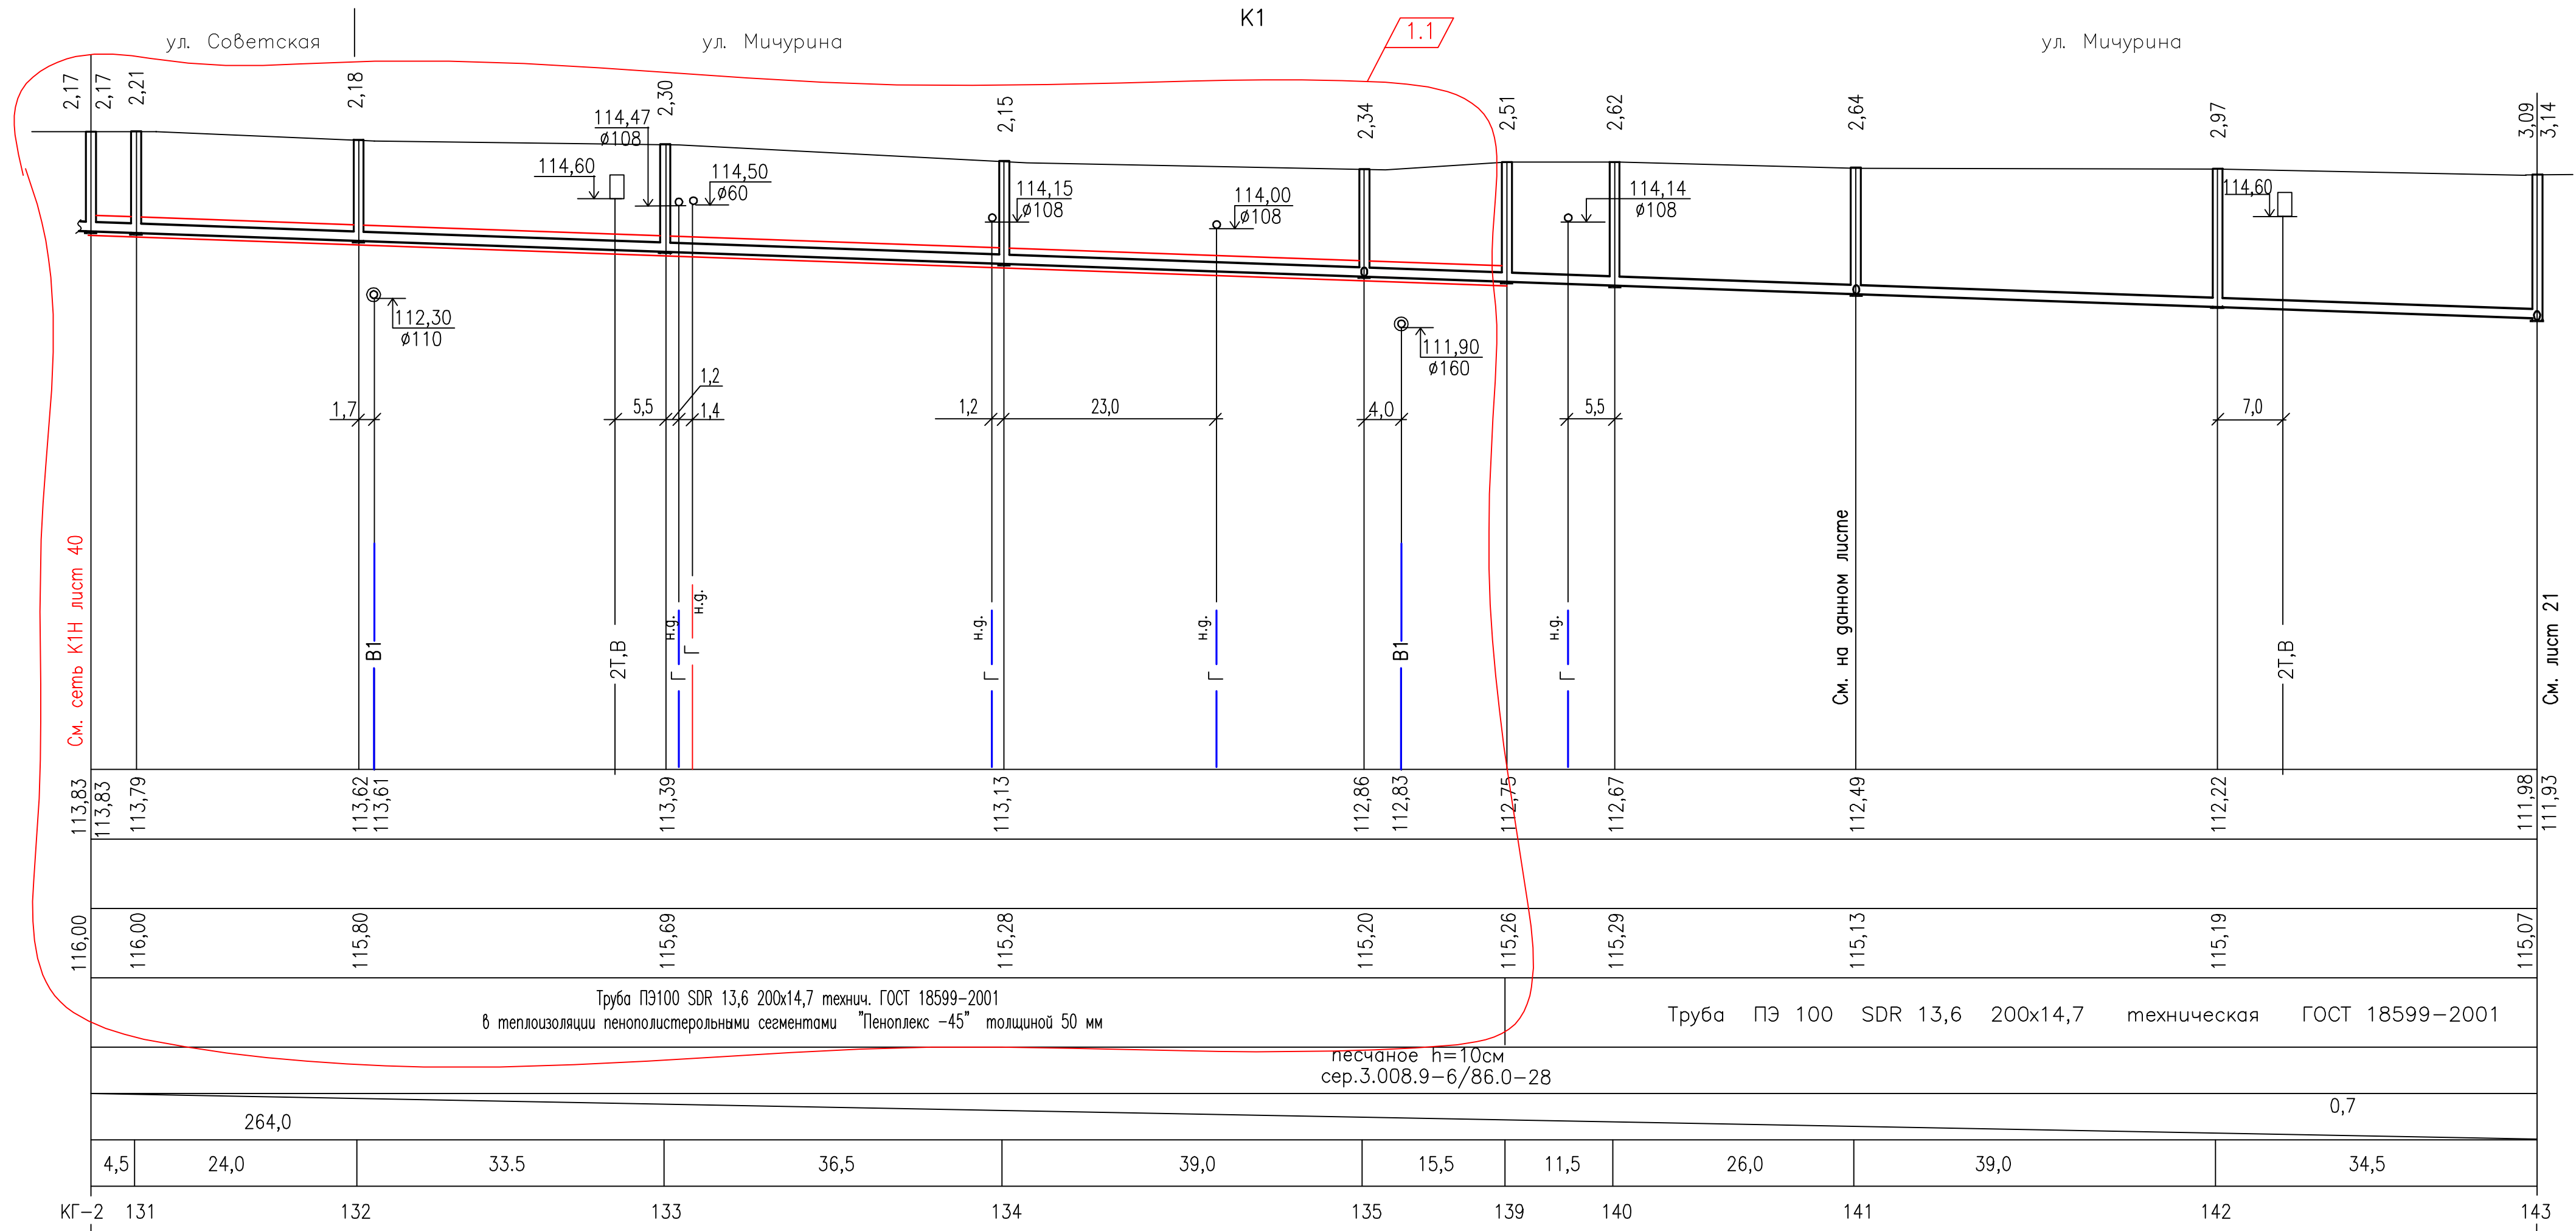 К1
1.1
ул. Советская
ул. Мичурина
ул. Мичурина
2,17
2,17
2,21
2,18
2,30
2,15
2,34
2,51
2,62
2,64
2,97
3,09
3,14
114,47
ø108
114,60
114,50
ø60
114,15
ø108
114,00
ø108
114,14
ø108
114,60
112,30
ø110
111,90
ø160
1,7
5,5
1,2
1,4
1,2
23,0
4,0
5,5
7,0
См. сеть К1Н лист 40
В1
2Т,В
н.д.
Г
н.д.
Г
н.д.
Г
н.д.
Г
В1
н.д.
Г
См. на данном листе
2Т,В
См. лист 21
113,83
113,83
113,79
113,62
113,61
113,39
113,13
112,86
112,83
112,75
112,67
112,49
112,22
111,98
111,93
116,00
116,00
115,80
115,69
115,28
115,20
115,26
115,29
115,13
115,19
115,07
Труба ПЭ100 SDR 13,6 200х14,7 технич. ГОСТ 18599-2001
в теплоизоляции пенополистерольными сегментами "Пеноплекс -45" толщиной 50 мм
Труба ПЭ 100 SDR 13,6 200х14,7 техническая ГОСТ 18599-2001
песчаное h=10см
сер.3.008.9-6/86.0-28
264,0
0,7
4,5 24,0 33.5 36,5 39,0 15,5 11,5 26,0 39,0 34,5
КГ-2 131 132 133 134 135 139 140 141 142 143